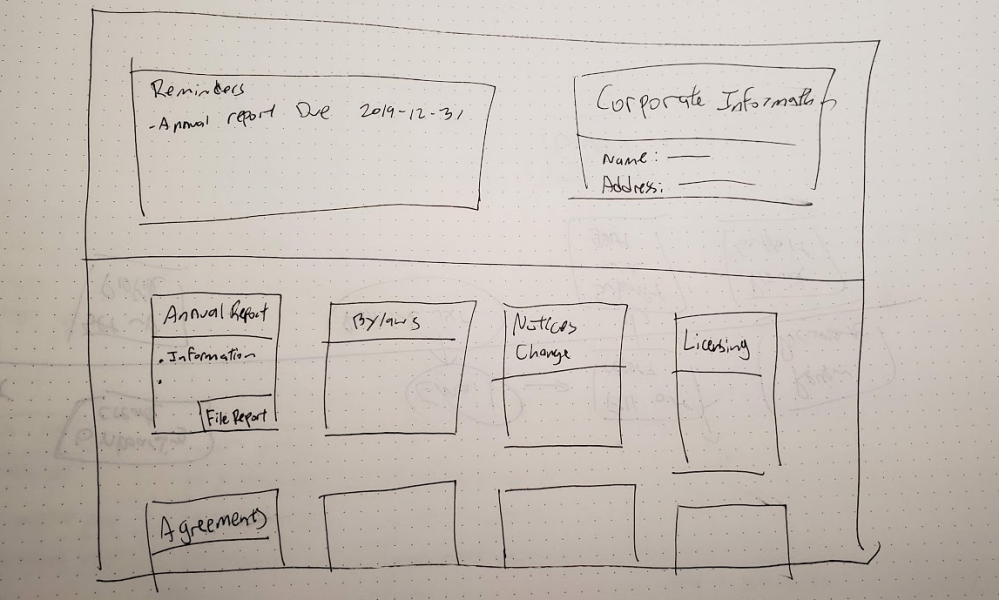 Reminders
-Annual report Due 2019-12-31
Corporate Information
Name:
Address:
Annual Report
. Information
.
File Report
Bylaws
Notices
Change
Licensing
Agreements